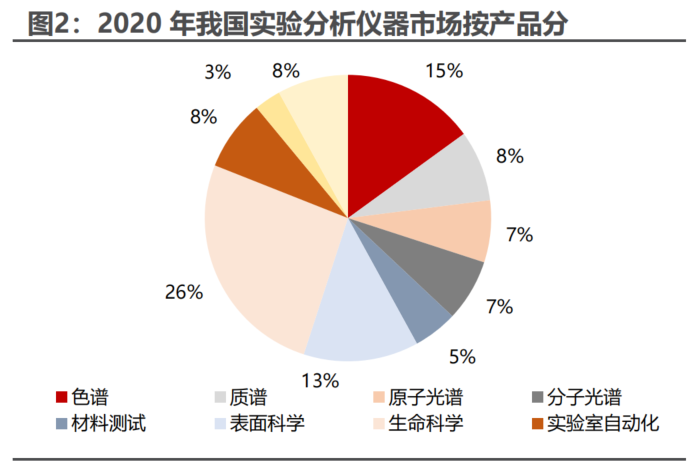 图2：2020 年我国实验分析仪器市场按产品分
3%
8%
15%
8%
8%
7%
26%
7%
5%
13%
色谱
质谱
原子光谱
分子光谱
材料测试
表面科学
生命科学
实验室自动化